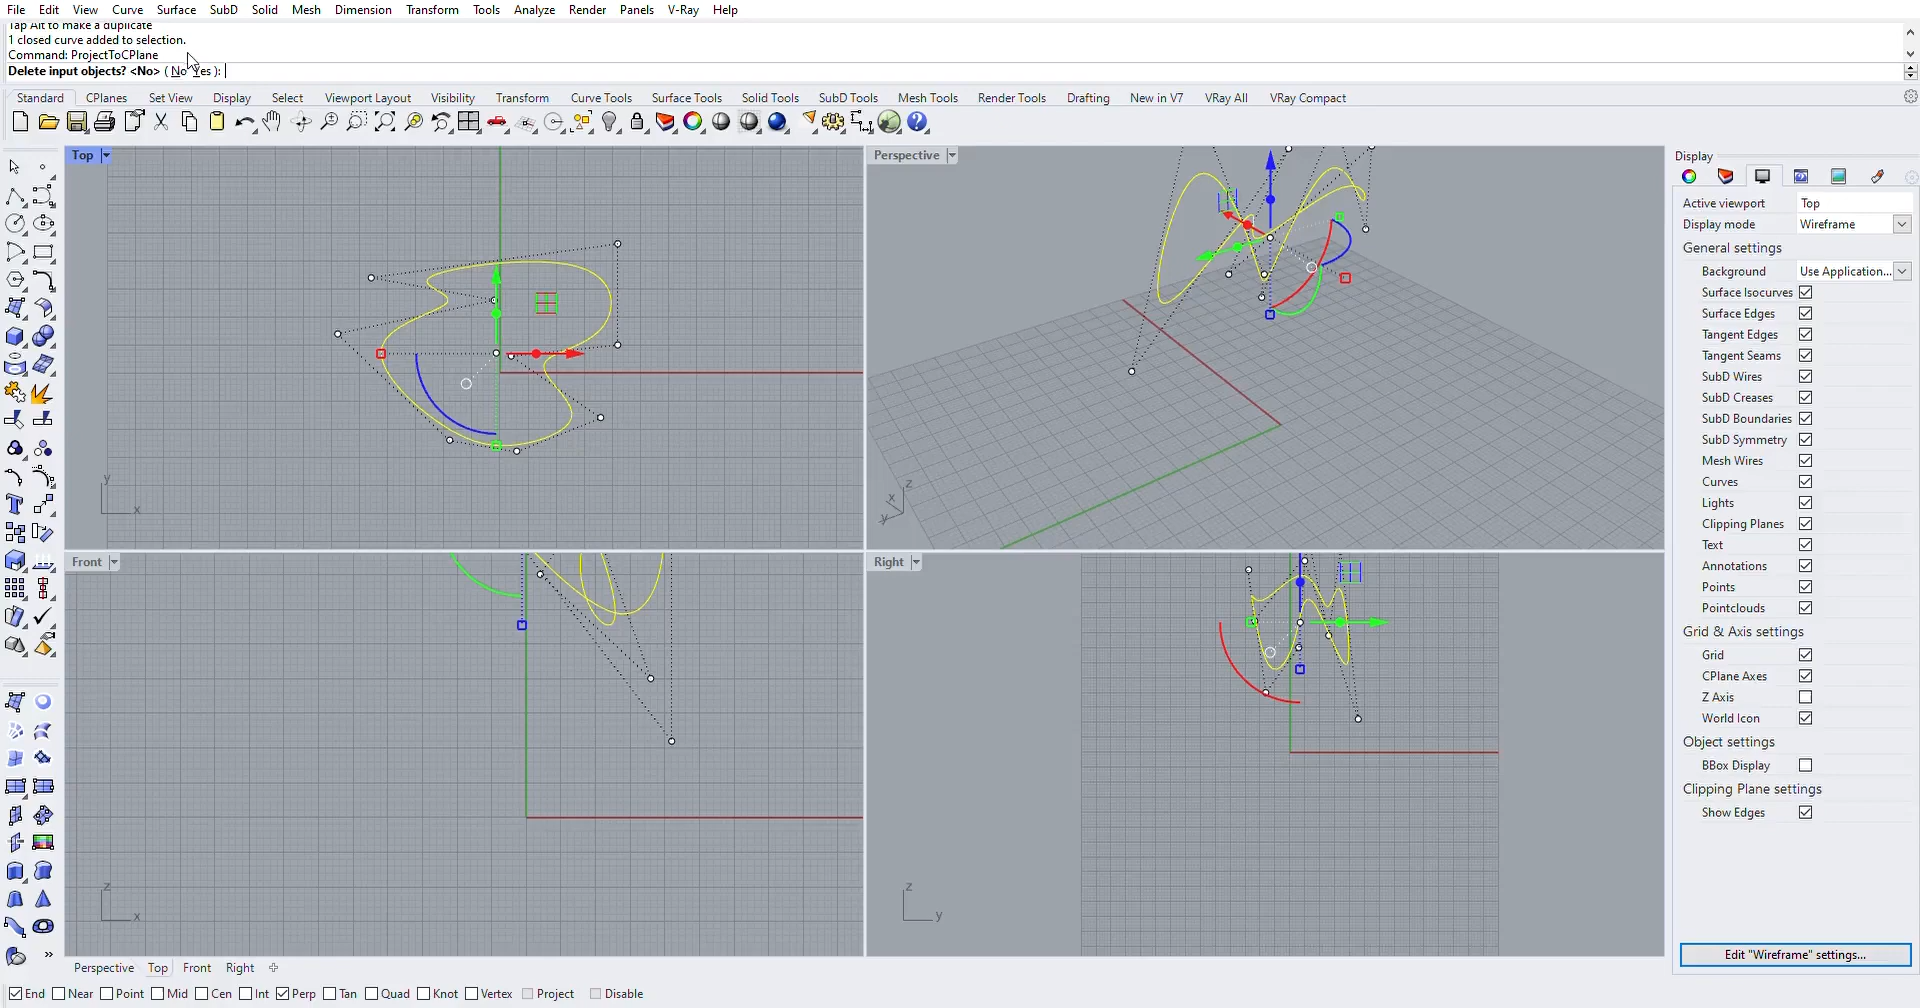 File Edit View Curve Surface SubD Solid Mesh Dimension Transform Tools Analyze Render Panels V-Ray Help
Tap Alt to make a duplicate
1 closed curve added to selection.
Command: ProjectToCPlane
Delete input objects? <No> ( No Yes ):
Standard CPlanes Set View Display Select Viewport Layout Visibility Transform Curve Tools Surface Tools Solid Tools SubD Tools Mesh Tools Render Tools Drafting New in V7 VRay All VRay Compact
Top
y
x
Perspective
z
x
y
Front
z
x
Right
z
y
Display
Active viewport Top
Display mode Wireframe
General settings
Background Use Application...
Surface Isocurves
Surface Edges
Tangent Edges
Tangent Seams
SubD Wires
SubD Creases
SubD Boundaries
SubD Symmetry
Mesh Wires
Curves
Lights
Clipping Planes
Text
Annotations
Points
Pointclouds
Grid & Axis settings
Grid
CPlane Axes
Z Axis
World Icon
Object settings
BBox Display
Clipping Plane settings
Show Edges
Edit "Wireframe" settings...
Perspective Top Front Right
End Near Point Mid Cen Int Perp Tan Quad Knot Vertex Project Disable